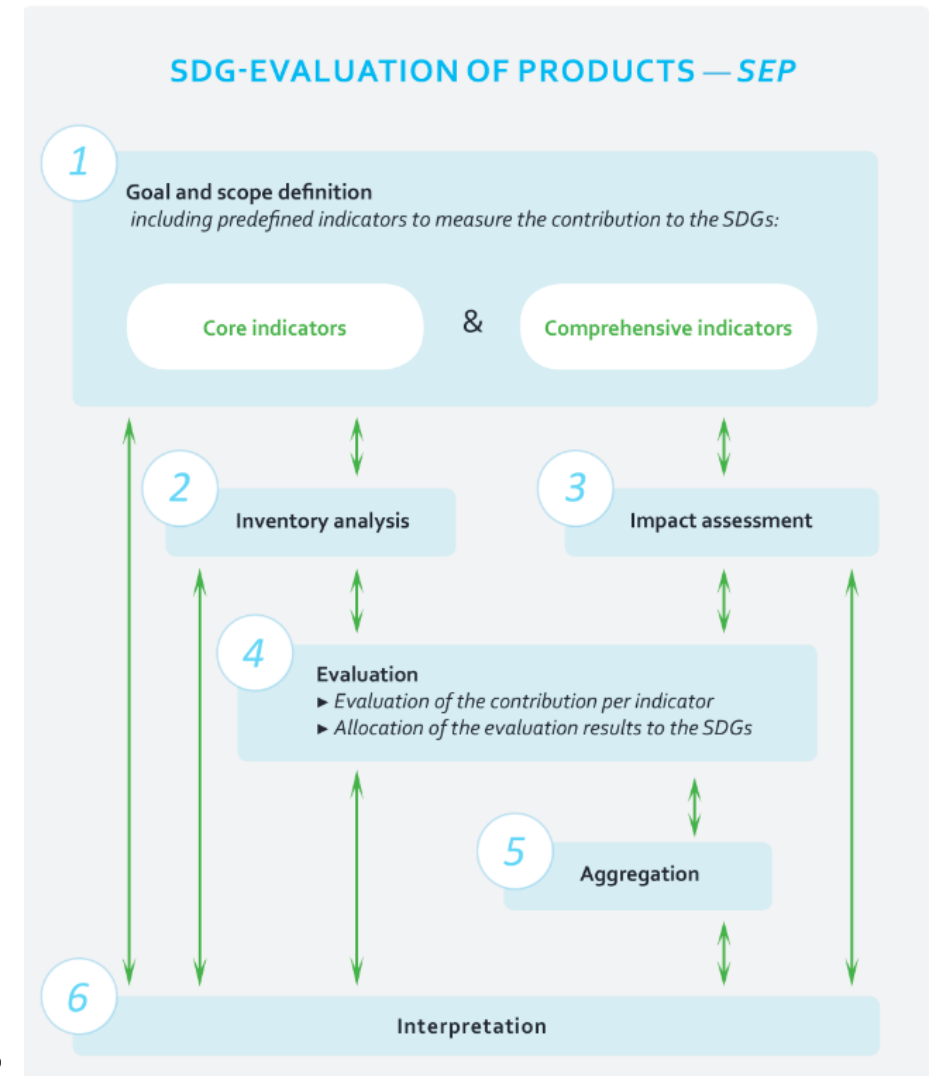 SDG-EVALUATION OF PRODUCTS — SEP
1
Goal and scope definition
including predefined indicators to measure the contribution to the SDGs:
Core indicators
&
Comprehensive indicators
2
Inventory analysis
3
Impact assessment
4
Evaluation
► Evaluation of the contribution per indicator
► Allocation of the evaluation results to the SDGs
5
Aggregation
6
Interpretation